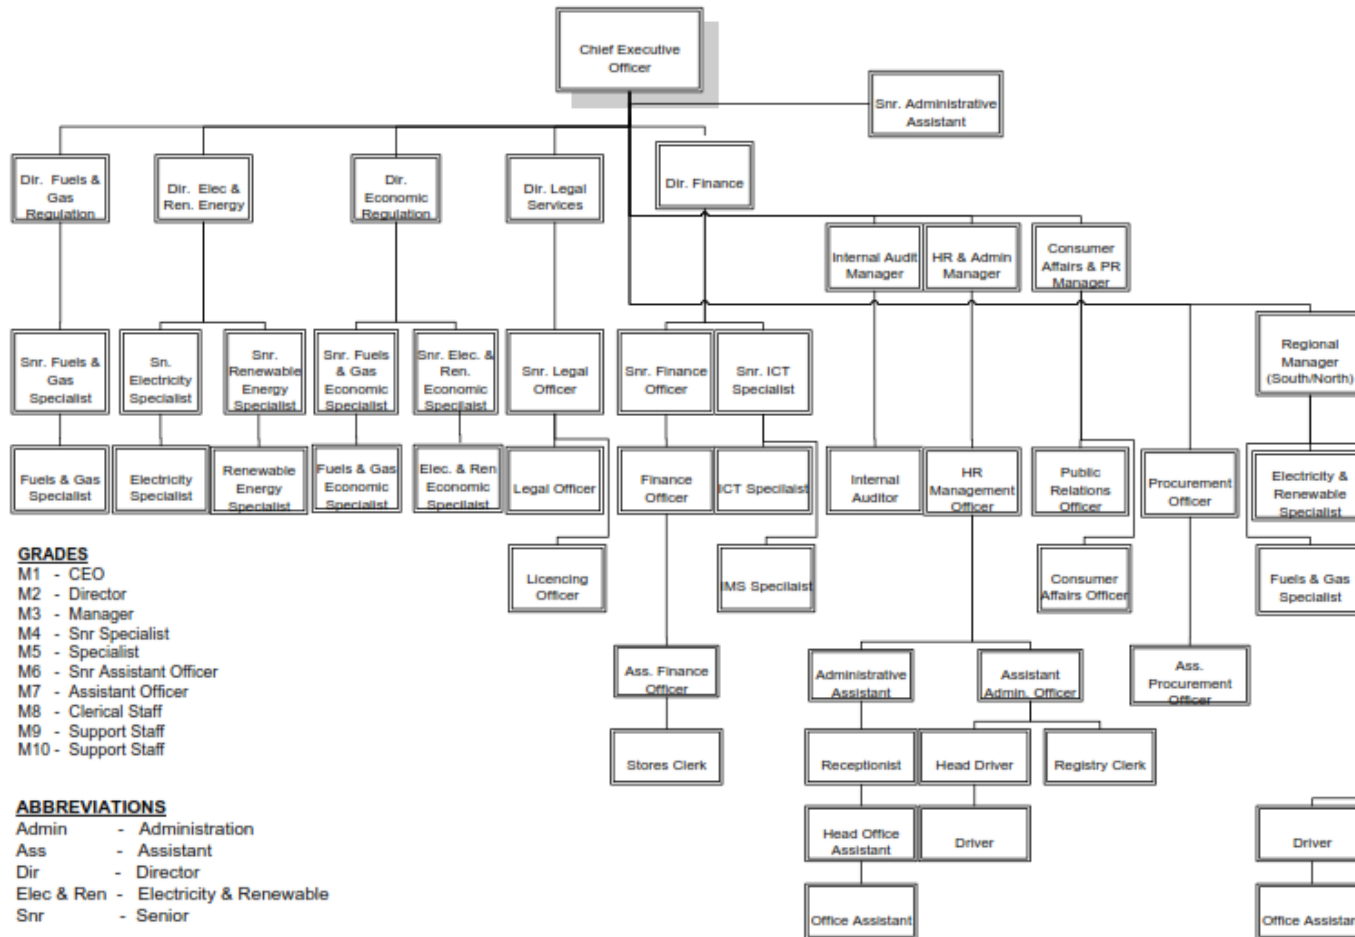 Chief Executive
Officer
Snr. Administrative
Assistant
Dir. Fuels &
Gas
Regulation
Dir. Elec &
Ren. Energy
Dir.
Economic
Regulation
Dir. Legal
Services
Dir. Finance
Internal Audit
Manager
HR & Admin
Manager
Consumer
Affairs & PR
Manager
Snr. Fuels &
Gas
Specialist
Sn.
Electricity
Specialist
Snr.
Renewable
Energy
Specialist
Snr. Fuels
& Gas
Economic
Specialist
Snr. Elec. &
Ren.
Economic
Specilaist
Snr. Legal
Officer
Snr. Finance
Officer
Snr. ICT
Specialist
Regional
Manager
(South/North)
Fuels & Gas
Specialist
Electricity
Specialist
Renewable
Energy
Specialist
Fuels & Gas
Economic
Specialist
Elec. & Ren
Economic
Specilaist
Legal Officer
Finance
Officer
ICT Specilaist
Internal
Auditor
HR
Management
Officer
Public
Relations
Officer
Procurement
Officer
Electricity &
Renewable
Specialist
Licencing
Officer
IMS Specilaist
Consumer
Affairs Officer
Fuels & Gas
Specialist
GRADES
M1 - CEO
M2 - Director
M3 - Manager
M4 - Snr Specialist
M5 - Specialist
M6 - Snr Assistant Officer
M7 - Assistant Officer
M8 - Clerical Staff
M9 - Support Staff
M10 - Support Staff
Ass. Finance
Officer
Administrative
Assistant
Assistant
Admin. Officer
Ass.
Procurement
Officer
Stores Clerk
Receptionist
Head Driver
Registry Clerk
Head Office
Assistant
Driver
Driver
Office Assistant
Office Assistan
ABBREVIATIONS
Admin - Administration
Ass - Assistant
Dir - Director
Elec & Ren - Electricity & Renewable
Snr - Senior